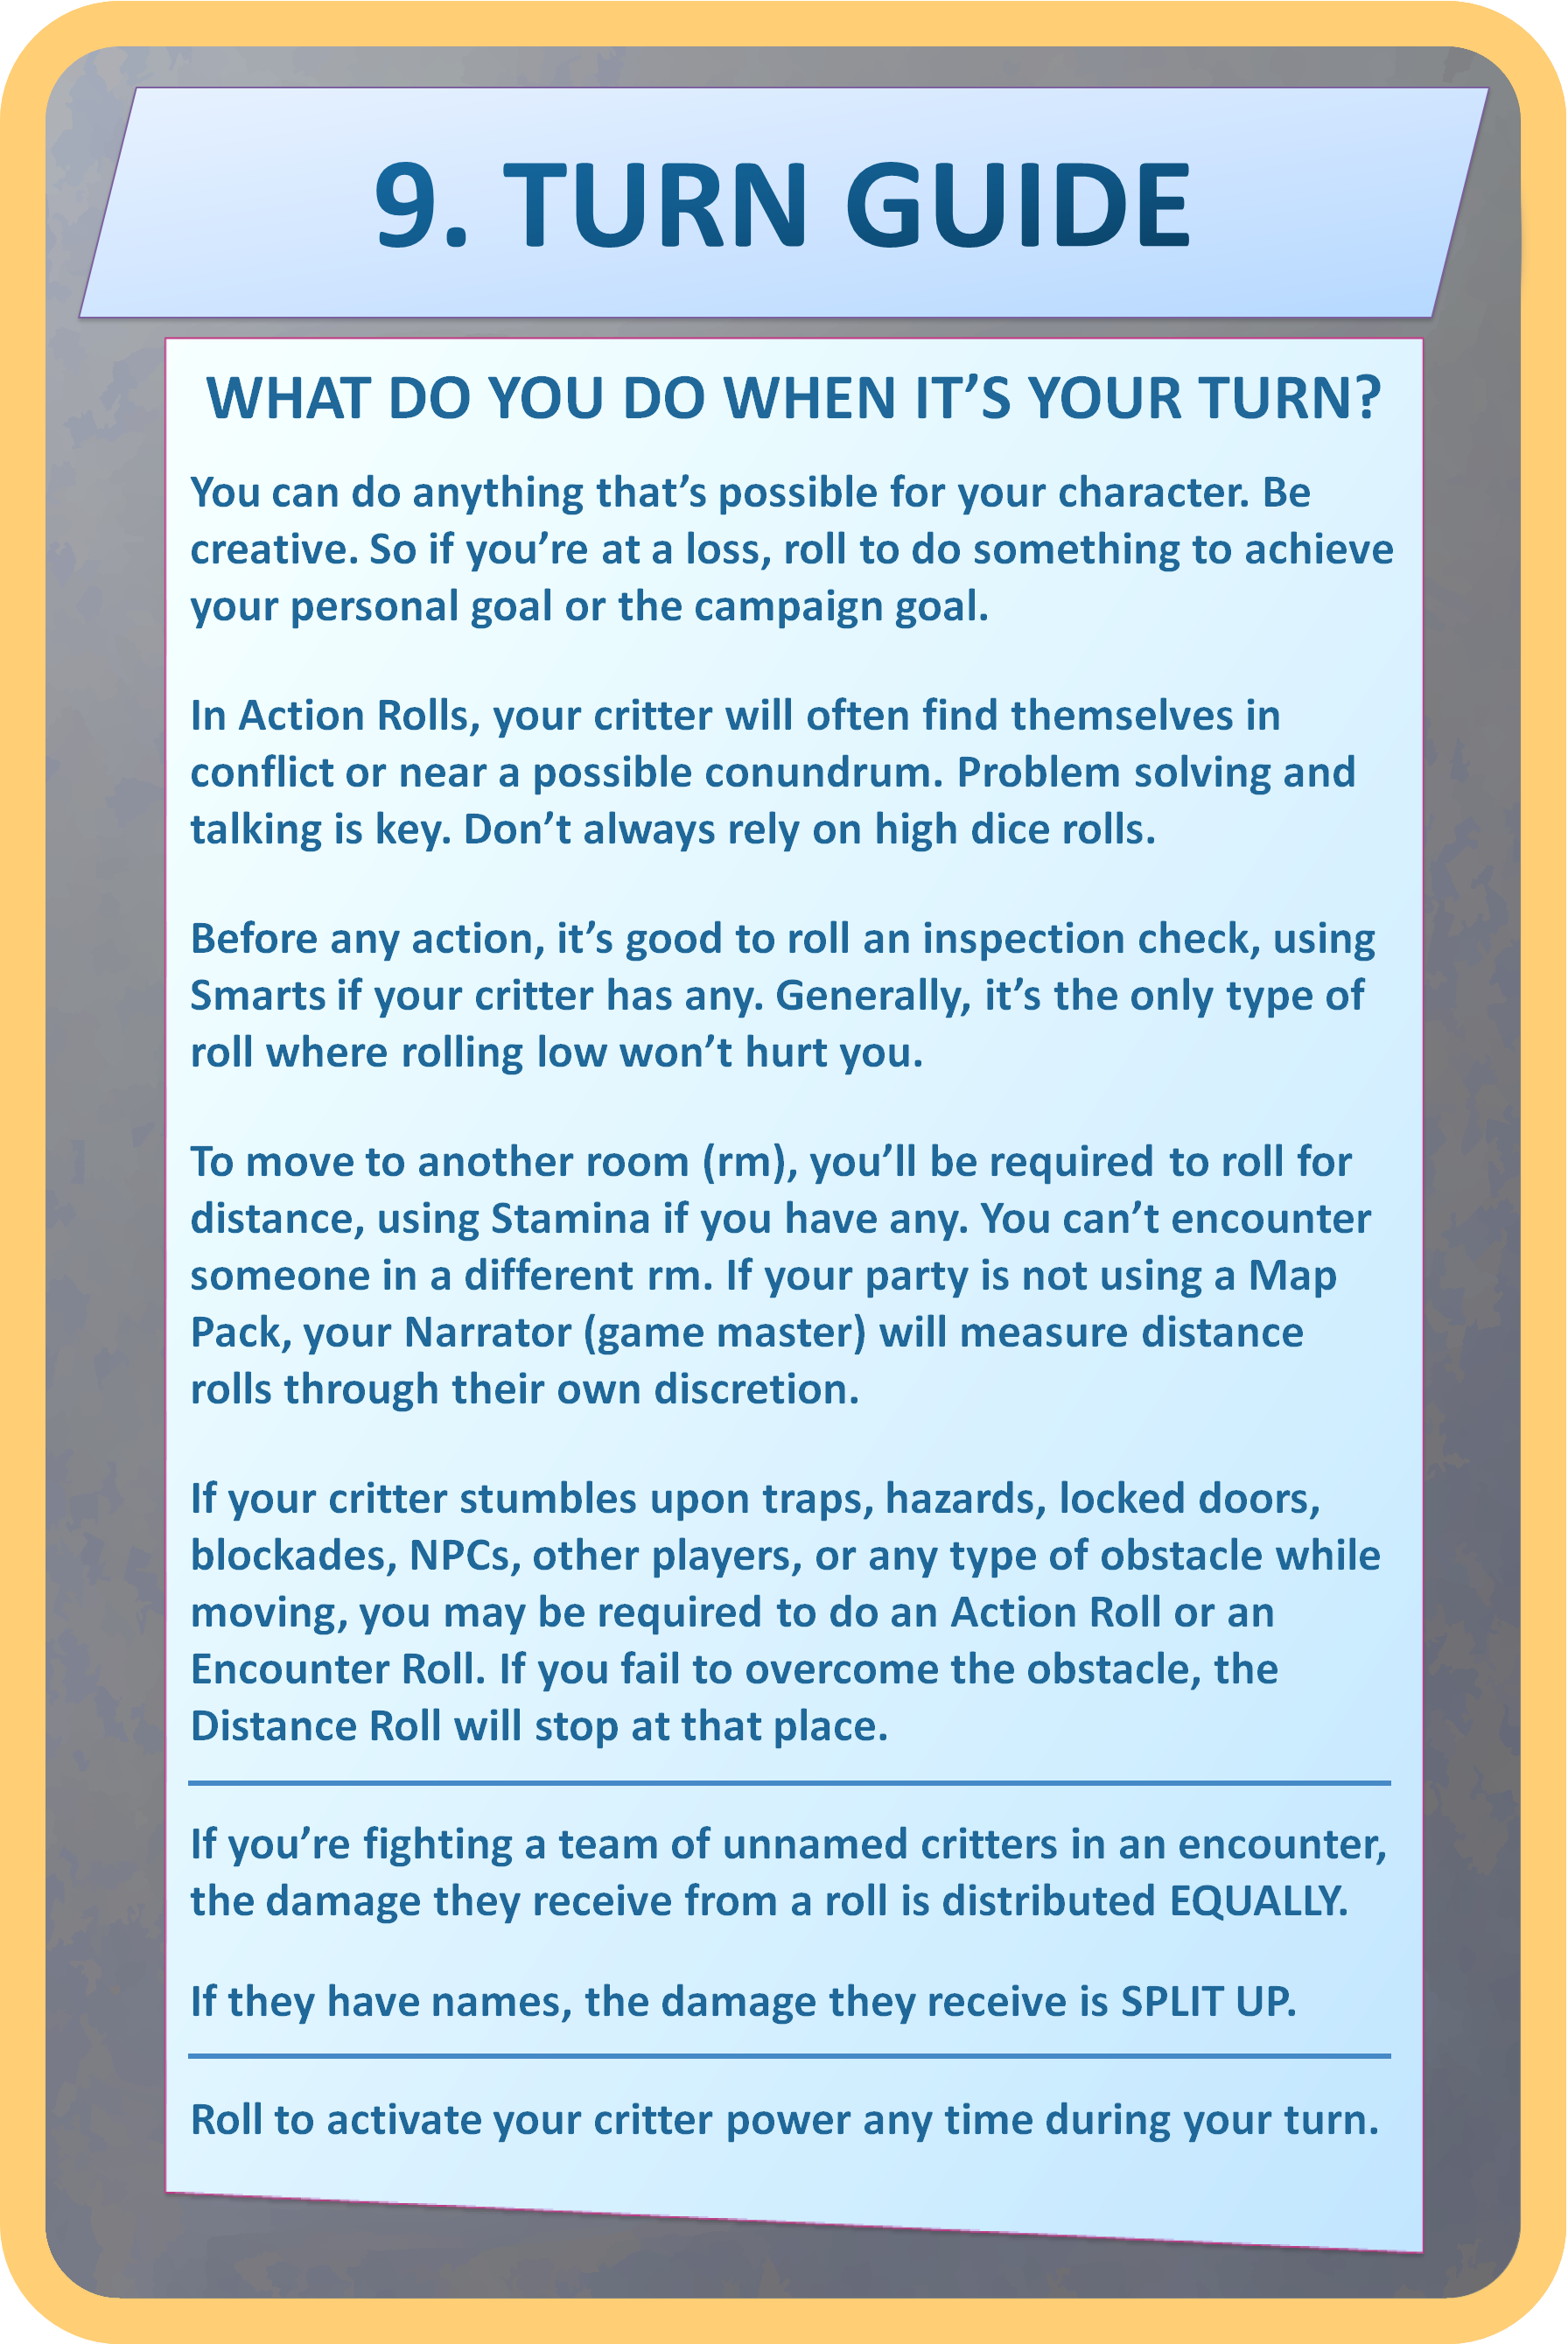 9. TURN GUIDE
WHAT DO YOU DO WHEN IT’S YOUR TURN?
You can do anything that’s possible for your character. Be
creative. So if you’re at a loss, roll to do something to achieve
your personal goal or the campaign goal.
In Action Rolls, your critter will often find themselves in
conflict or near a possible conundrum. Problem solving and
talking is key. Don’t always rely on high dice rolls.
Before any action, it’s good to roll an inspection check, using
Smarts if your critter has any. Generally, it’s the only type of
roll where rolling low won’t hurt you.
To move to another room (rm), you’ll be required to roll for
distance, using Stamina if you have any. You can’t encounter
someone in a different rm. If your party is not using a Map
Pack, your Narrator (game master) will measure distance
rolls through their own discretion.
If your critter stumbles upon traps, hazards, locked doors,
blockades, NPCs, other players, or any type of obstacle while
moving, you may be required to do an Action Roll or an
Encounter Roll. If you fail to overcome the obstacle, the
Distance Roll will stop at that place.
If you’re fighting a team of unnamed critters in an encounter,
the damage they receive from a roll is distributed EQUALLY.
If they have names, the damage they receive is SPLIT UP.
Roll to activate your critter power any time during your turn.